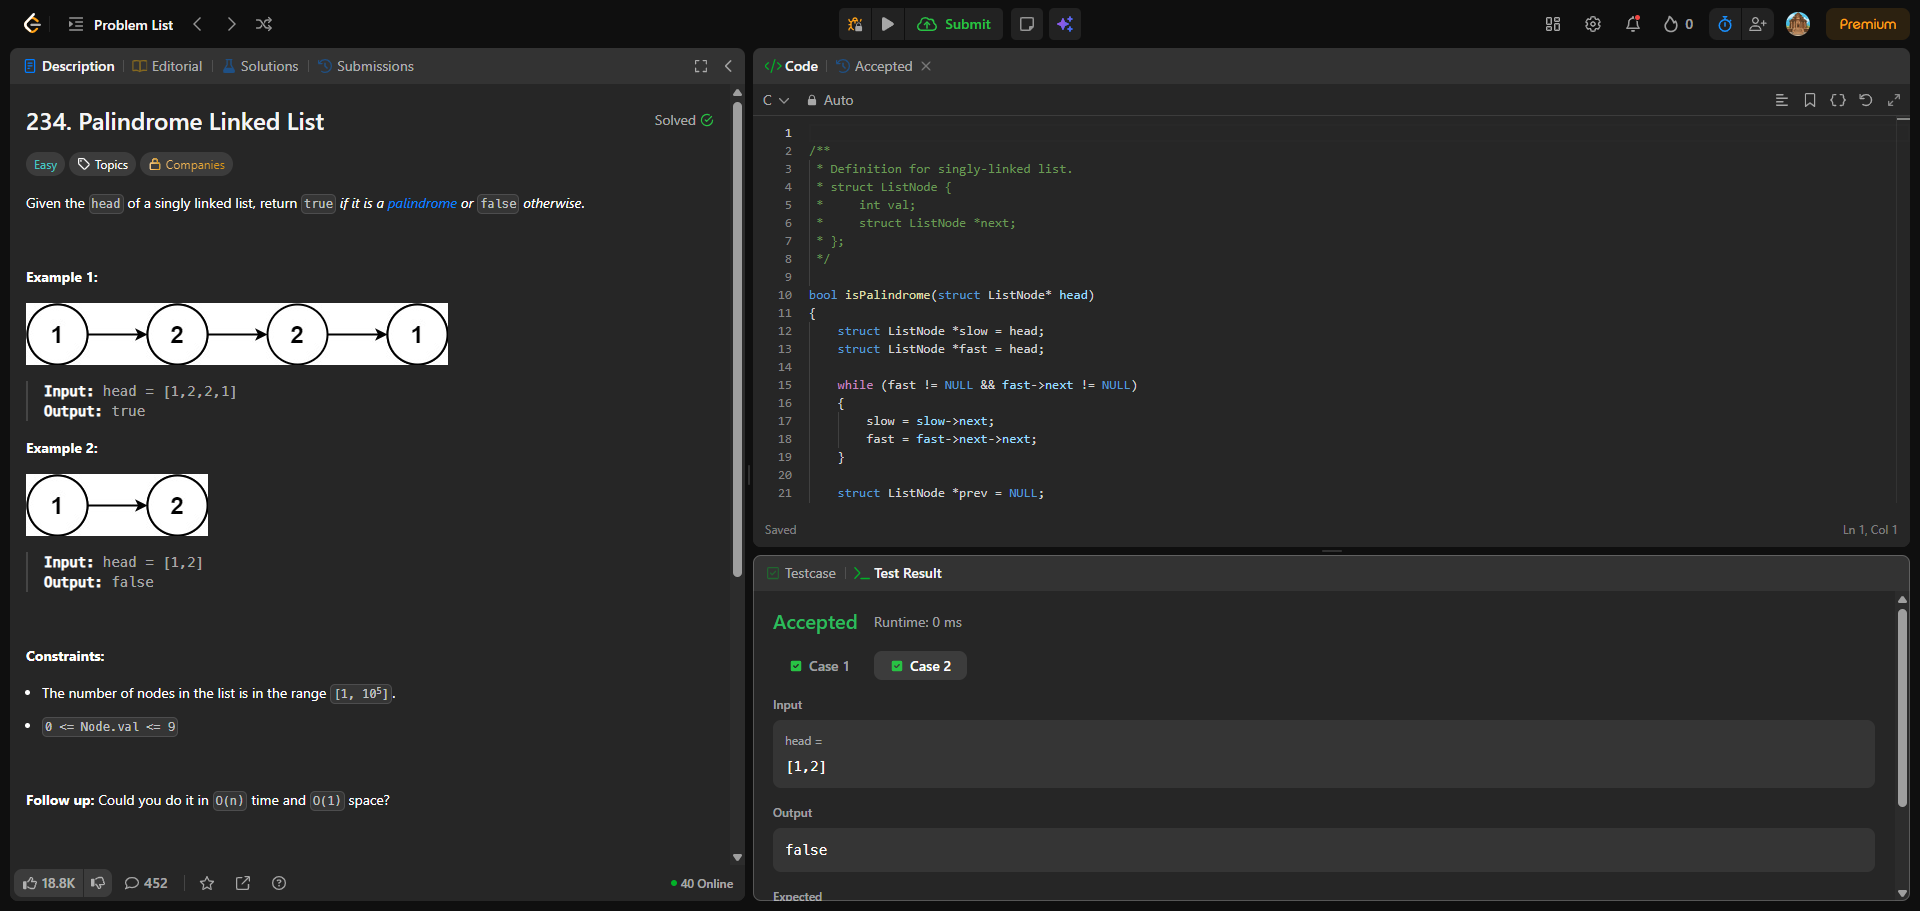 Problem List
Submit
0
Premium
Description
Editorial
Solutions
Submissions
234. Palindrome Linked List
Solved
Easy
Topics
Companies
Given the head of a singly linked list, return true if it is a palindrome or false otherwise.
Example 1:
1 2 2 1
Input: head = [1,2,2,1]
Output: true
Example 2:
1 2
Input: head = [1,2]
Output: false
Constraints:
• The number of nodes in the list is in the range [1, 10⁵].
• 0 <= Node.val <= 9
Follow up: Could you do it in O(n) time and O(1) space?
18.8K
452
40 Online
</> Code
Accepted
C
Auto
1
2 /**
3  * Definition for singly-linked list.
4  * struct ListNode {
5  *     int val;
6  *     struct ListNode *next;
7  * };
8  */
9
10 bool isPalindrome(struct ListNode* head)
11 {
12     struct ListNode *slow = head;
13     struct ListNode *fast = head;
14
15     while (fast != NULL && fast->next != NULL)
16     {
17         slow = slow->next;
18         fast = fast->next->next;
19     }
20
21     struct ListNode *prev = NULL;
Saved
Ln 1, Col 1
Testcase
Test Result
Accepted
Runtime: 0 ms
Case 1
Case 2
Input
head =
[1,2]
Output
false
Expected